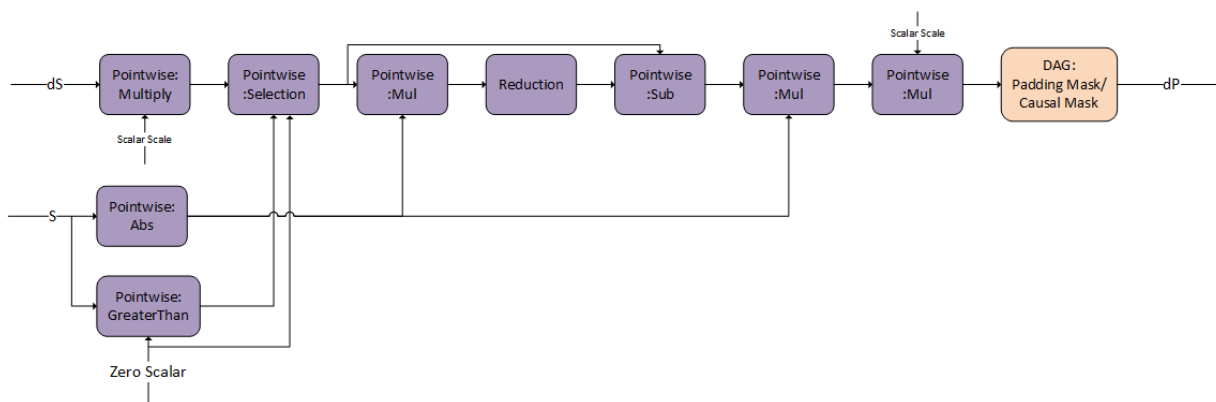 Scalar Scale
dS
Pointwise:
Multiply
Pointwise
:Selection
Pointwise
:Mul
Reduction
Pointwise
:Sub
Pointwise
:Mul
Pointwise
:Mul
DAG:
Padding Mask/
Causal Mask
dP
Scalar Scale
S
Pointwise:
Abs
Pointwise:
GreaterThan
Zero Scalar